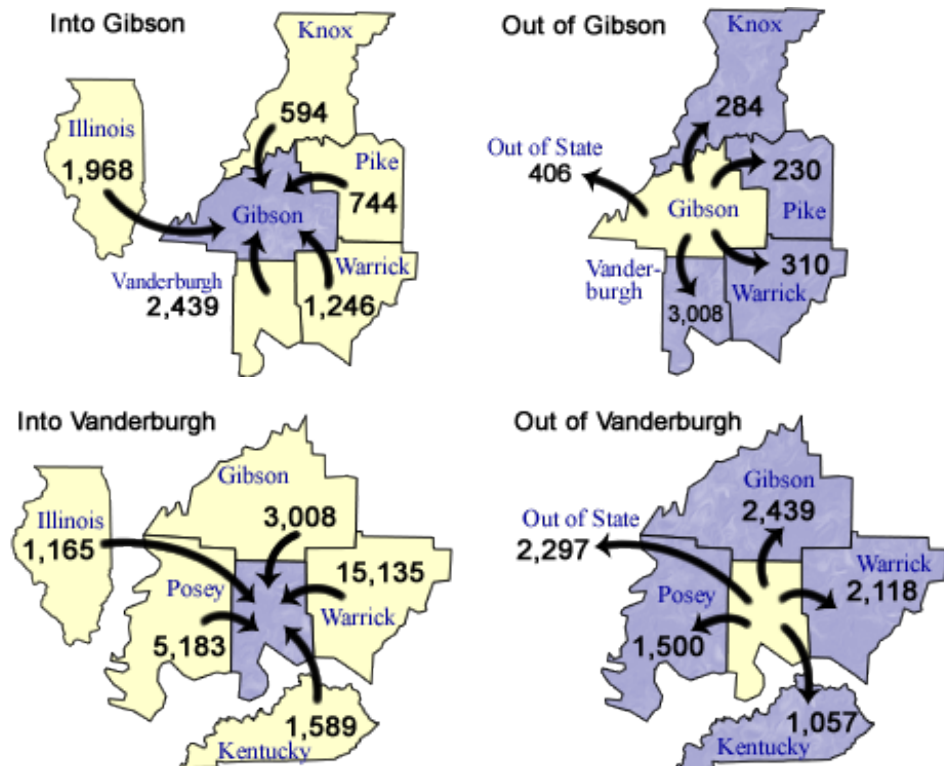 Into Gibson
Knox
594
Illinois
1,968
Pike
744
Gibson
Vanderburgh
2,439
Warrick
1,246
Out of Gibson
Knox
284
Out of State
406
230
Pike
Gibson
Vander-
burgh
3,008
310
Warrick
Into Vanderburgh
Gibson
3,008
Illinois
1,165
15,135
Warrick
Posey
5,183
1,589
Kentucky
Out of Vanderburgh
Gibson
2,439
Out of State
2,297
Warrick
2,118
Posey
1,500
1,057
Kentucky